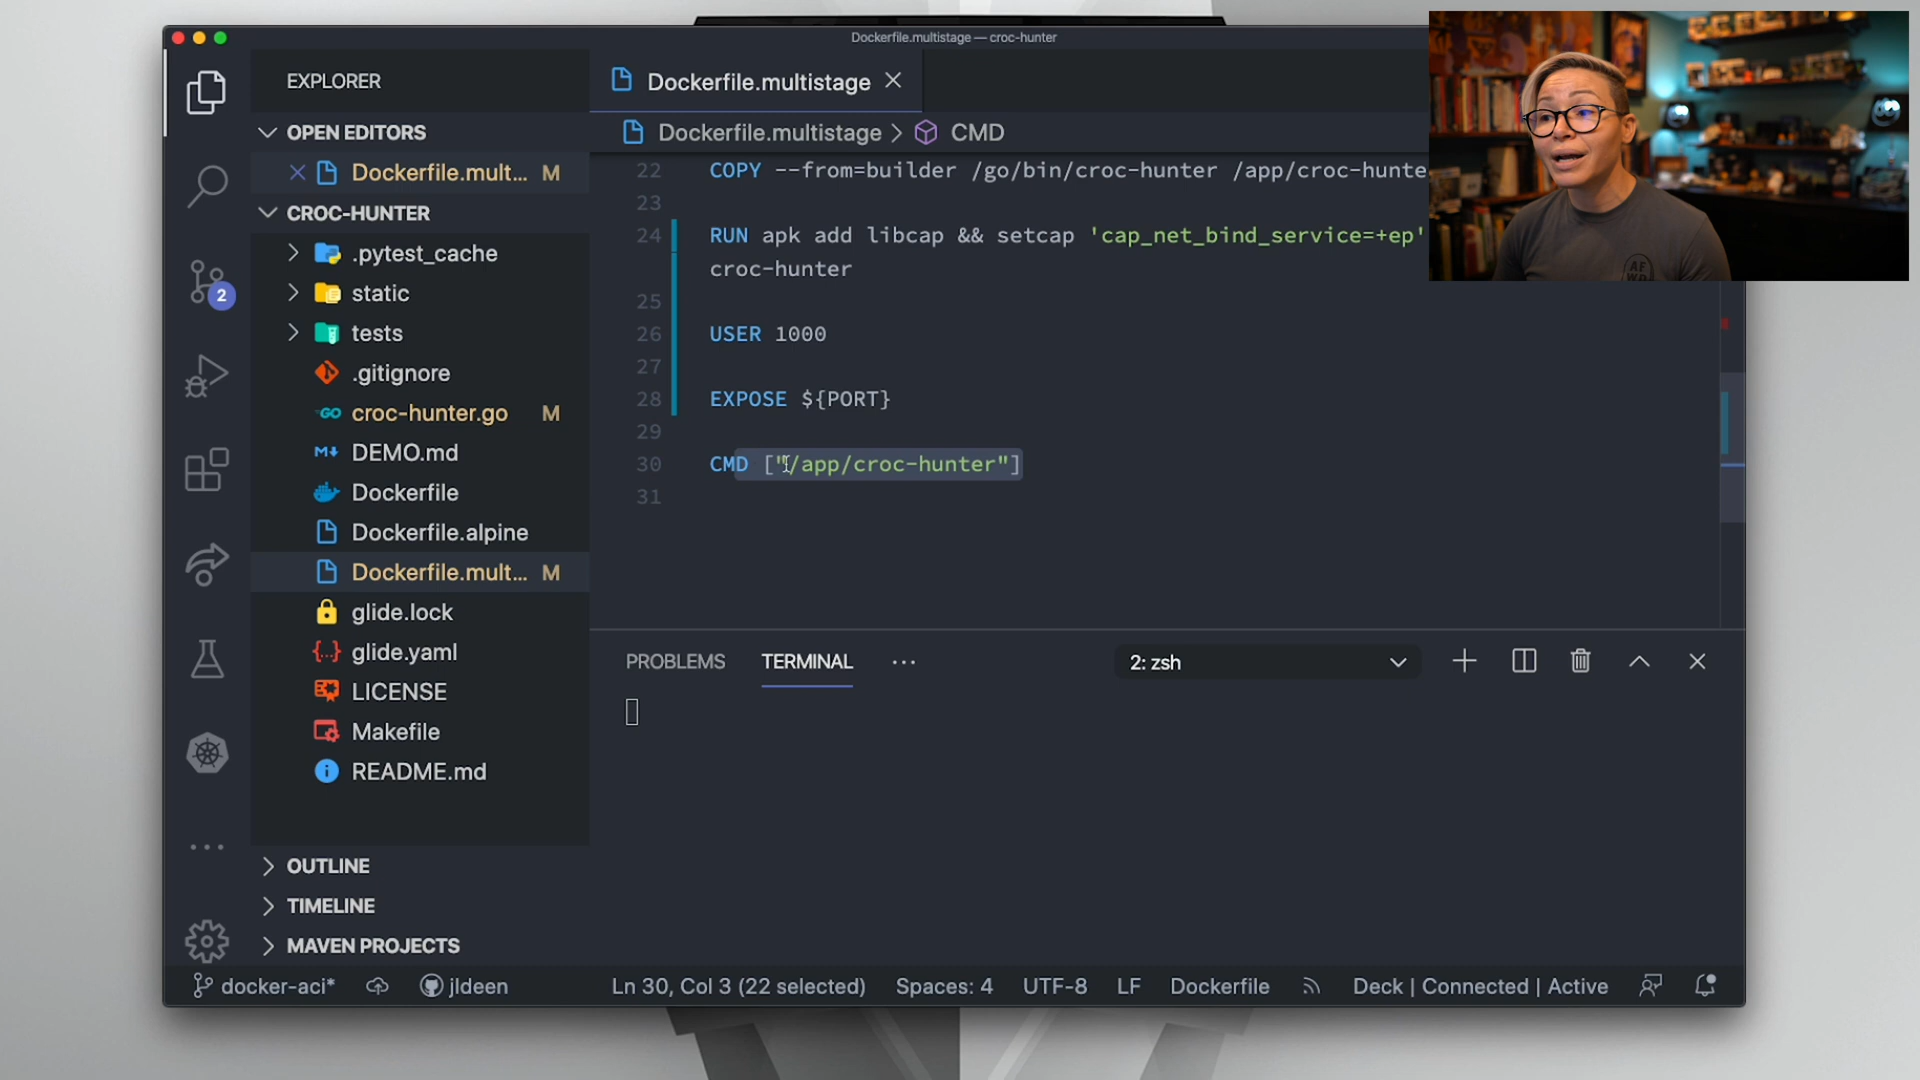 Dockerfile.multistage — croc-hunter
EXPLORER
OPEN EDITORS
Dockerfile.mult... M
CROC-HUNTER
.pytest_cache
static
tests
.gitignore
GO croc-hunter.go M
M↓ DEMO.md
Dockerfile
Dockerfile.alpine
Dockerfile.mult... M
glide.lock
{...} glide.yaml
LICENSE
Makefile
README.md
OUTLINE
TIMELINE
MAVEN PROJECTS
2
Dockerfile.multistage
Dockerfile.multistage > CMD
22 COPY --from=builder /go/bin/croc-hunter /app/croc-hunte
23
24 RUN apk add libcap && setcap 'cap_net_bind_service=+ep'
croc-hunter
25
26 USER 1000
27
28 EXPOSE ${PORT}
29
30 CMD ["/app/croc-hunter"]
31
PROBLEMS TERMINAL ... 2: zsh
docker-aci* jldeen Ln 30, Col 3 (22 selected) Spaces: 4 UTF-8 LF Dockerfile Deck | Connected | Active